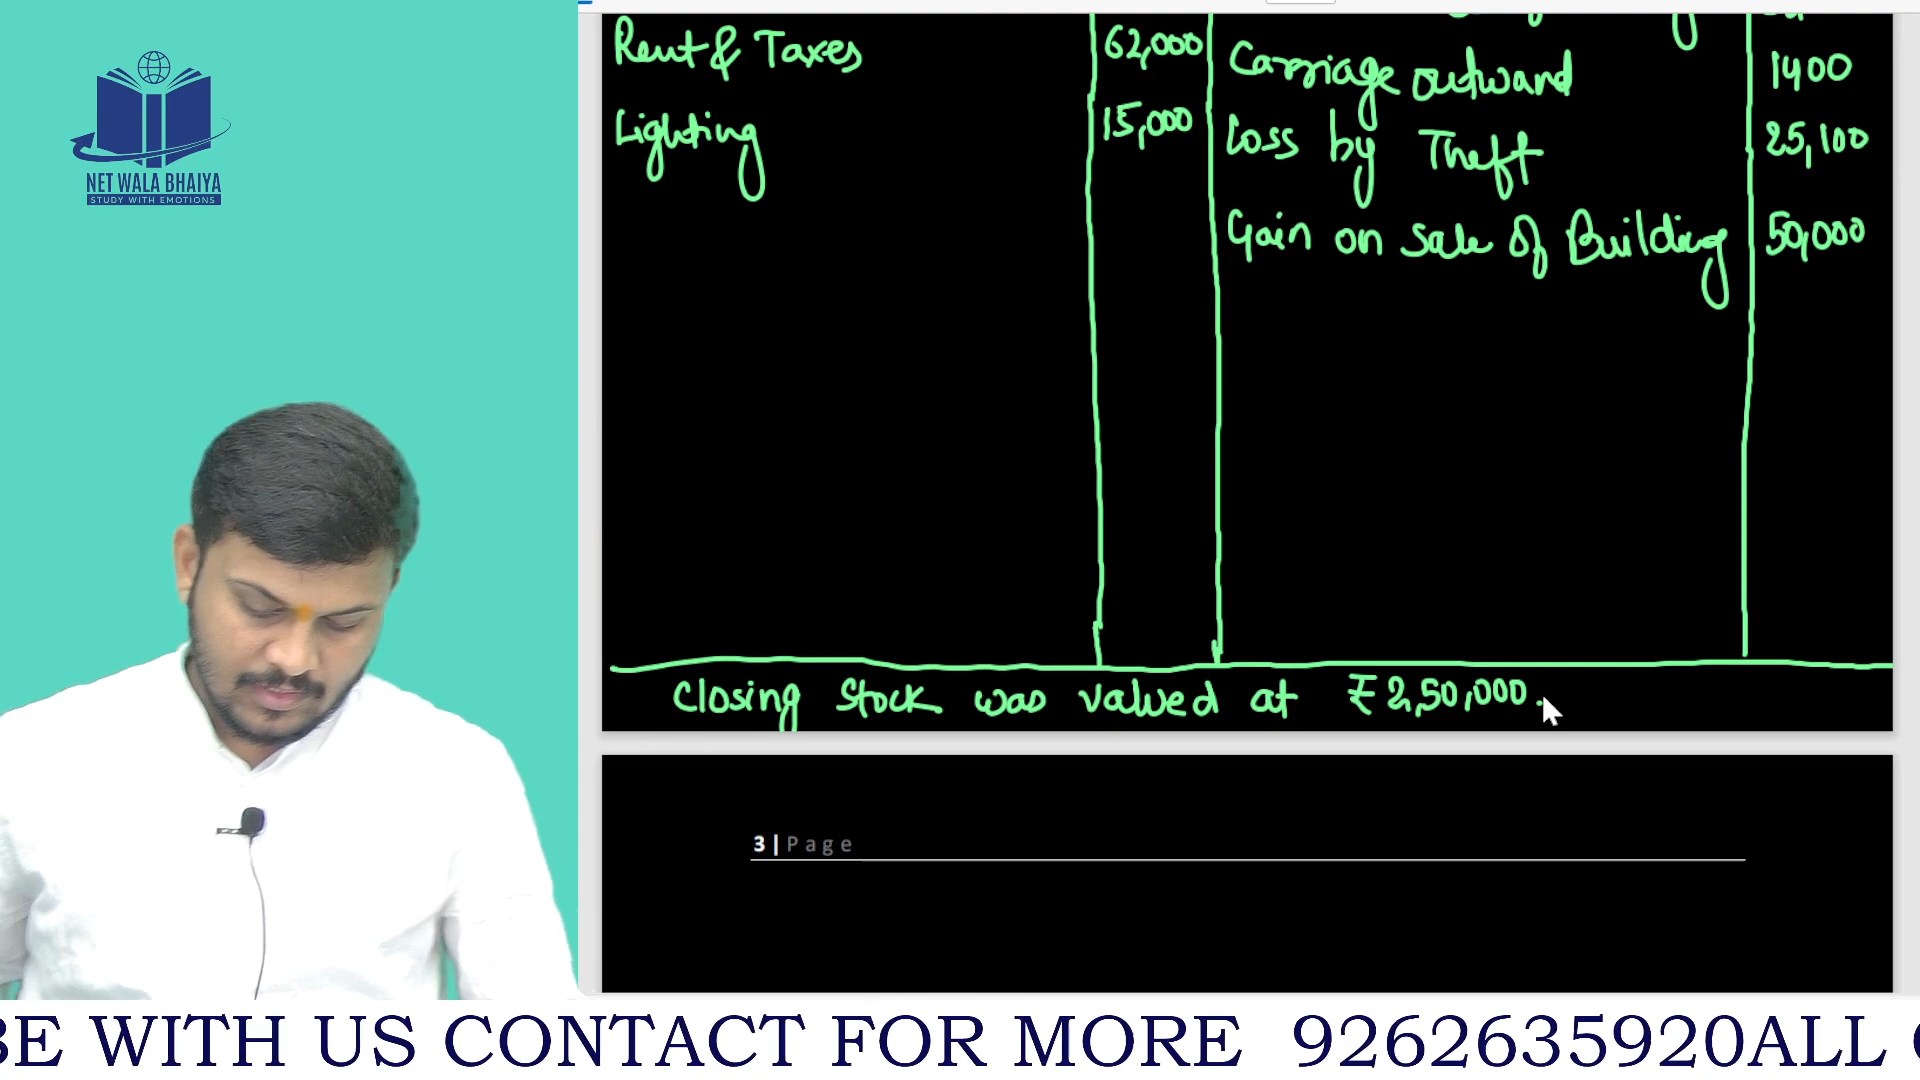 NET WALA BHAIYA
STUDY WITH EMOTIONS
Rent & Taxes 62,000
Lighting 15,000
Carriage outward 1400
Loss by Theft 25,100
Gain on Sale of Building 50,000
Closing Stock was valued at ₹ 2,50,000.
3 | Page
BE WITH US CONTACT FOR MORE 9262635920ALL